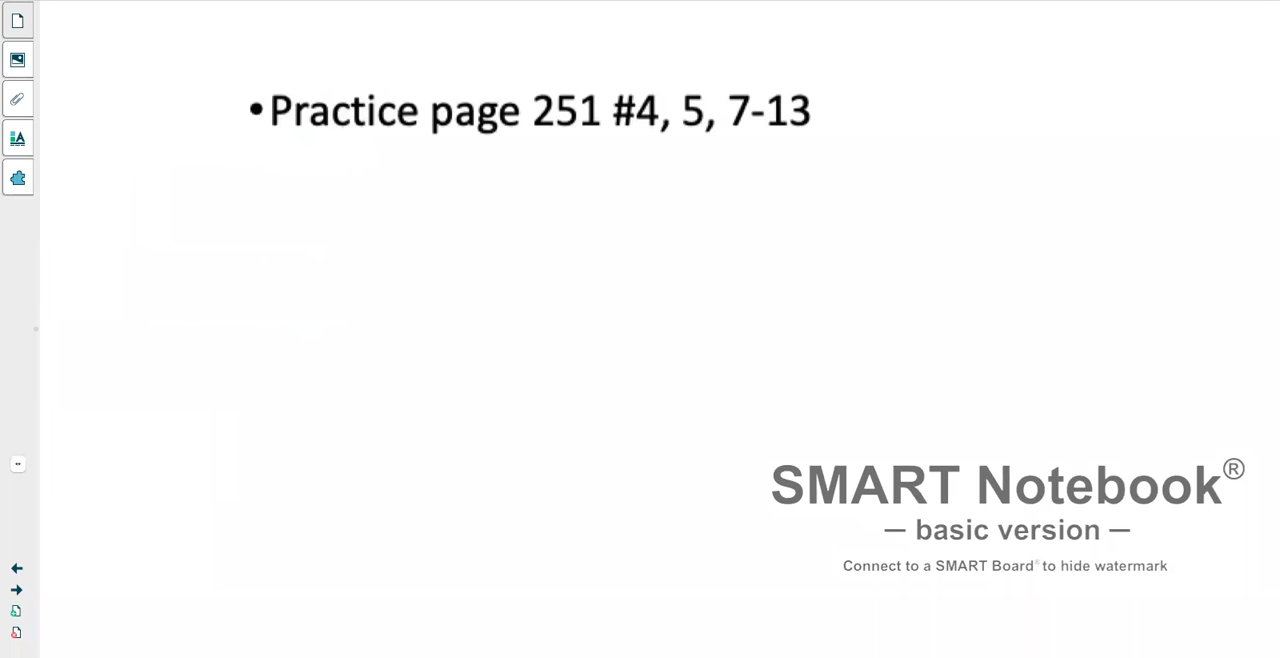 •Practice page 251 #4, 5, 7-13
SMART Notebook®
— basic version —
Connect to a SMART Board® to hide watermark